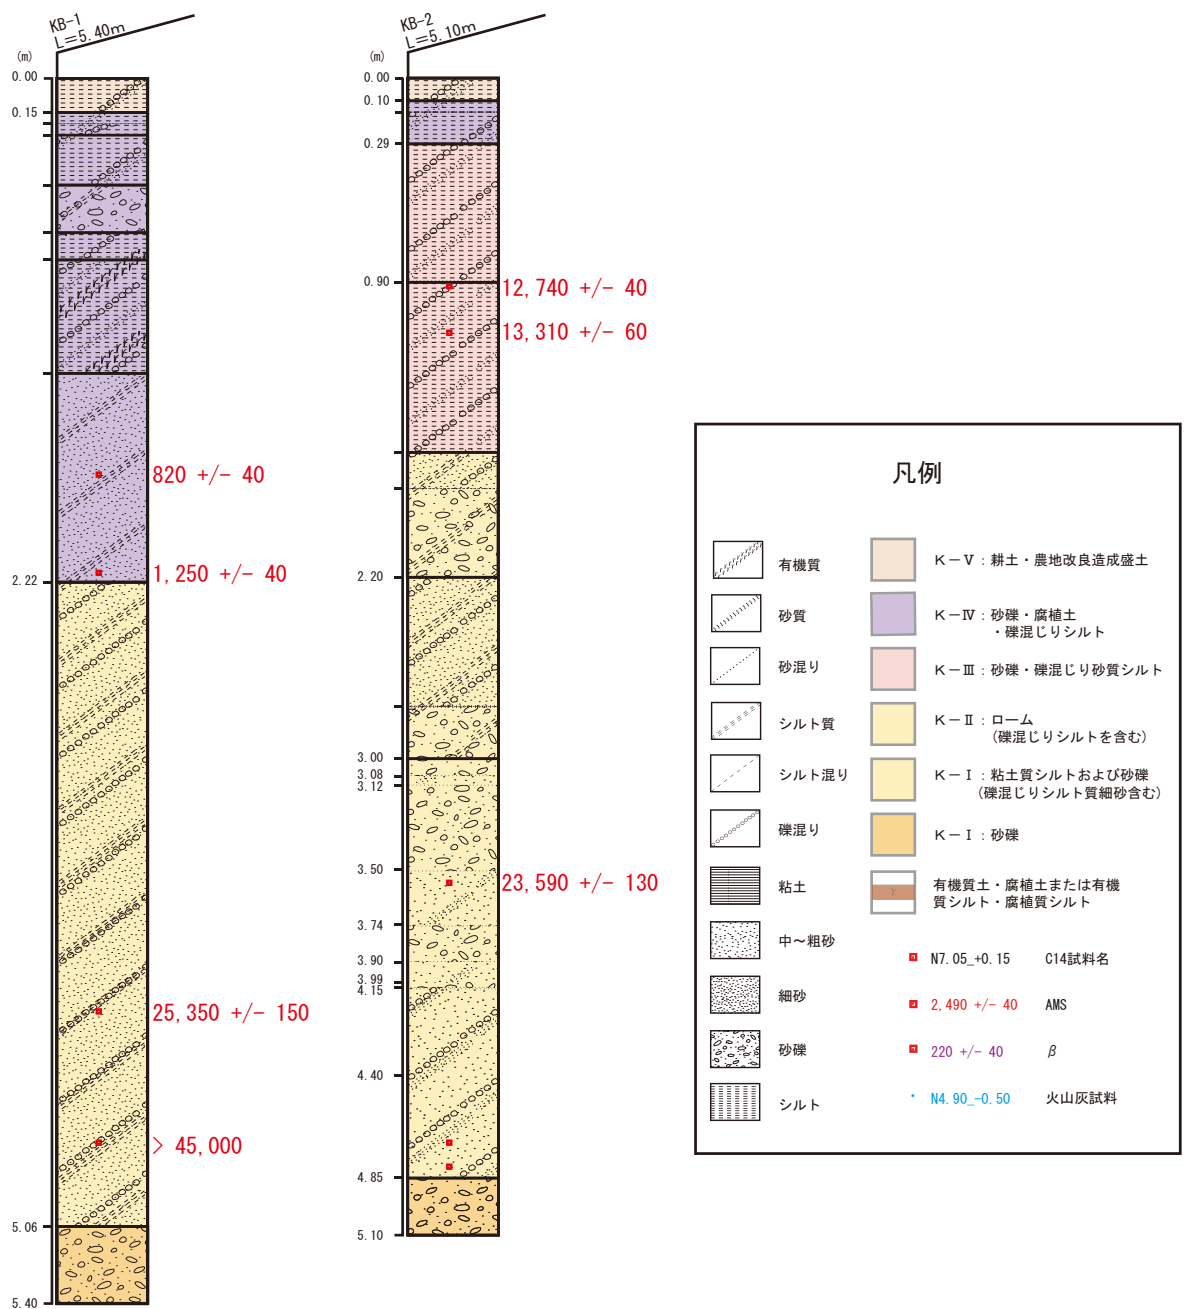 KB-1
L=5.40m
(m)
0.00
0.15
2.22
5.06
5.40
820 +/- 40
1,250 +/- 40
25,350 +/- 150
> 45,000
KB-2
L=5.10m
(m)
0.00
0.10
0.29
0.90
2.20
3.00
3.08
3.12
3.50
3.74
3.90
3.99
4.15
4.40
4.85
5.10
12,740 +/- 40
13,310 +/- 60
23,590 +/- 130
凡例
有機質
砂質
砂混り
シルト質
シルト混り
礫混り
粘土
中~粗砂
細砂
砂礫
シルト
K-Ⅴ:耕土・農地改良造成盛土
K-Ⅳ:砂礫・腐植土
・礫混じりシルト
K-Ⅲ:砂礫・礫混じり砂質シルト
K-Ⅱ:ローム
(礫混じりシルトを含む)
K-Ⅰ:粘土質シルトおよび砂礫
(礫混じりシルト質細砂含む)
K-Ⅰ:砂礫
有機質土・腐植土または有機
質シルト・腐植質シルト
N7.05_+0.15 C14試料名
2,490 +/- 40 AMS
220 +/- 40 β
N4.90_-0.50 火山灰試料